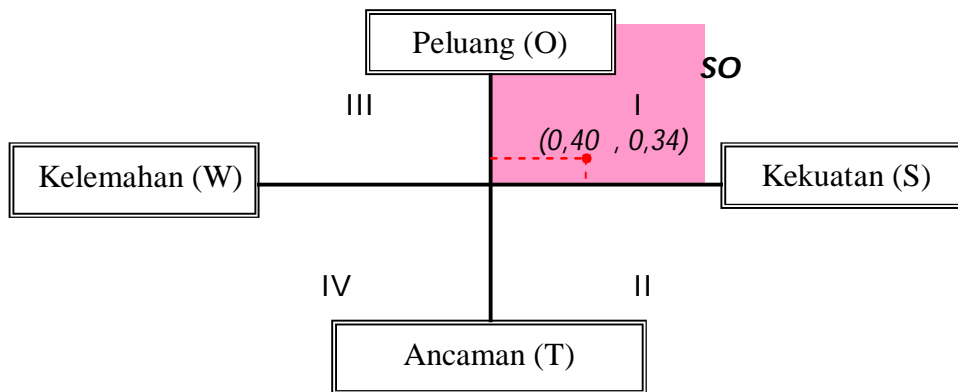 Peluang (O)
SO
III
I
(0,40 , 0,34)
Kelemahan (W)
Kekuatan (S)
IV
II
Ancaman (T)